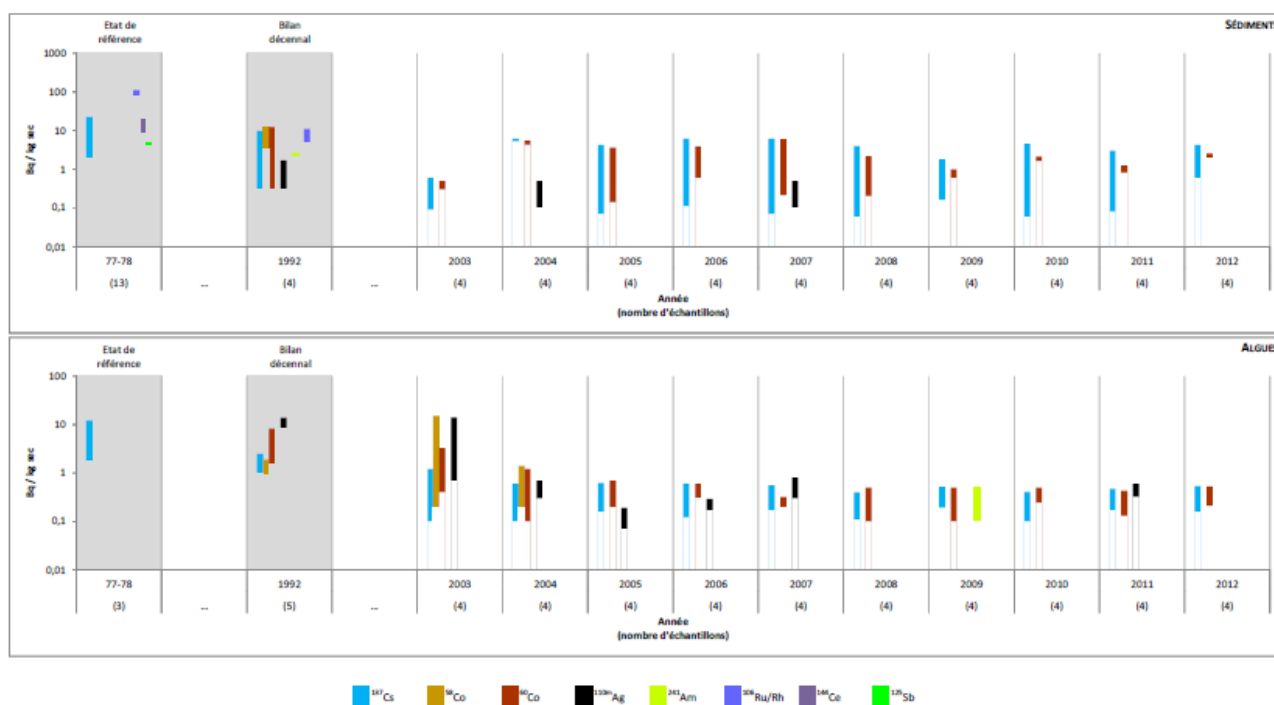 SÉDIMENTS
Etat de
référence
Bilan
décennal
Bq / kg sec
1000
100
10
1
0,1
0,01
77-78 ... 1992 ... 2003 2004 2005 2006 2007 2008 2009 2010 2011 2012
(13) (4) (4) (4) (4) (4) (4) (4) (4) (4) (4) (4)
Année
(nombre d'échantillons)
ALGUE
Etat de
référence
Bilan
décennal
Bq / kg sec
100
10
1
0,1
0,01
77-78 ... 1992 ... 2003 2004 2005 2006 2007 2008 2009 2010 2011 2012
(3) (5) (4) (4) (4) (4) (4) (4) (4) (4) (4) (4)
Année
(nombre d'échantillons)
¹³⁷Cs ⁵⁸Co ⁶⁰Co ¹¹⁰ᵐAg ²⁴¹Am ¹⁰⁶Ru/Rh ¹⁴⁴Ce ¹²⁵Sb